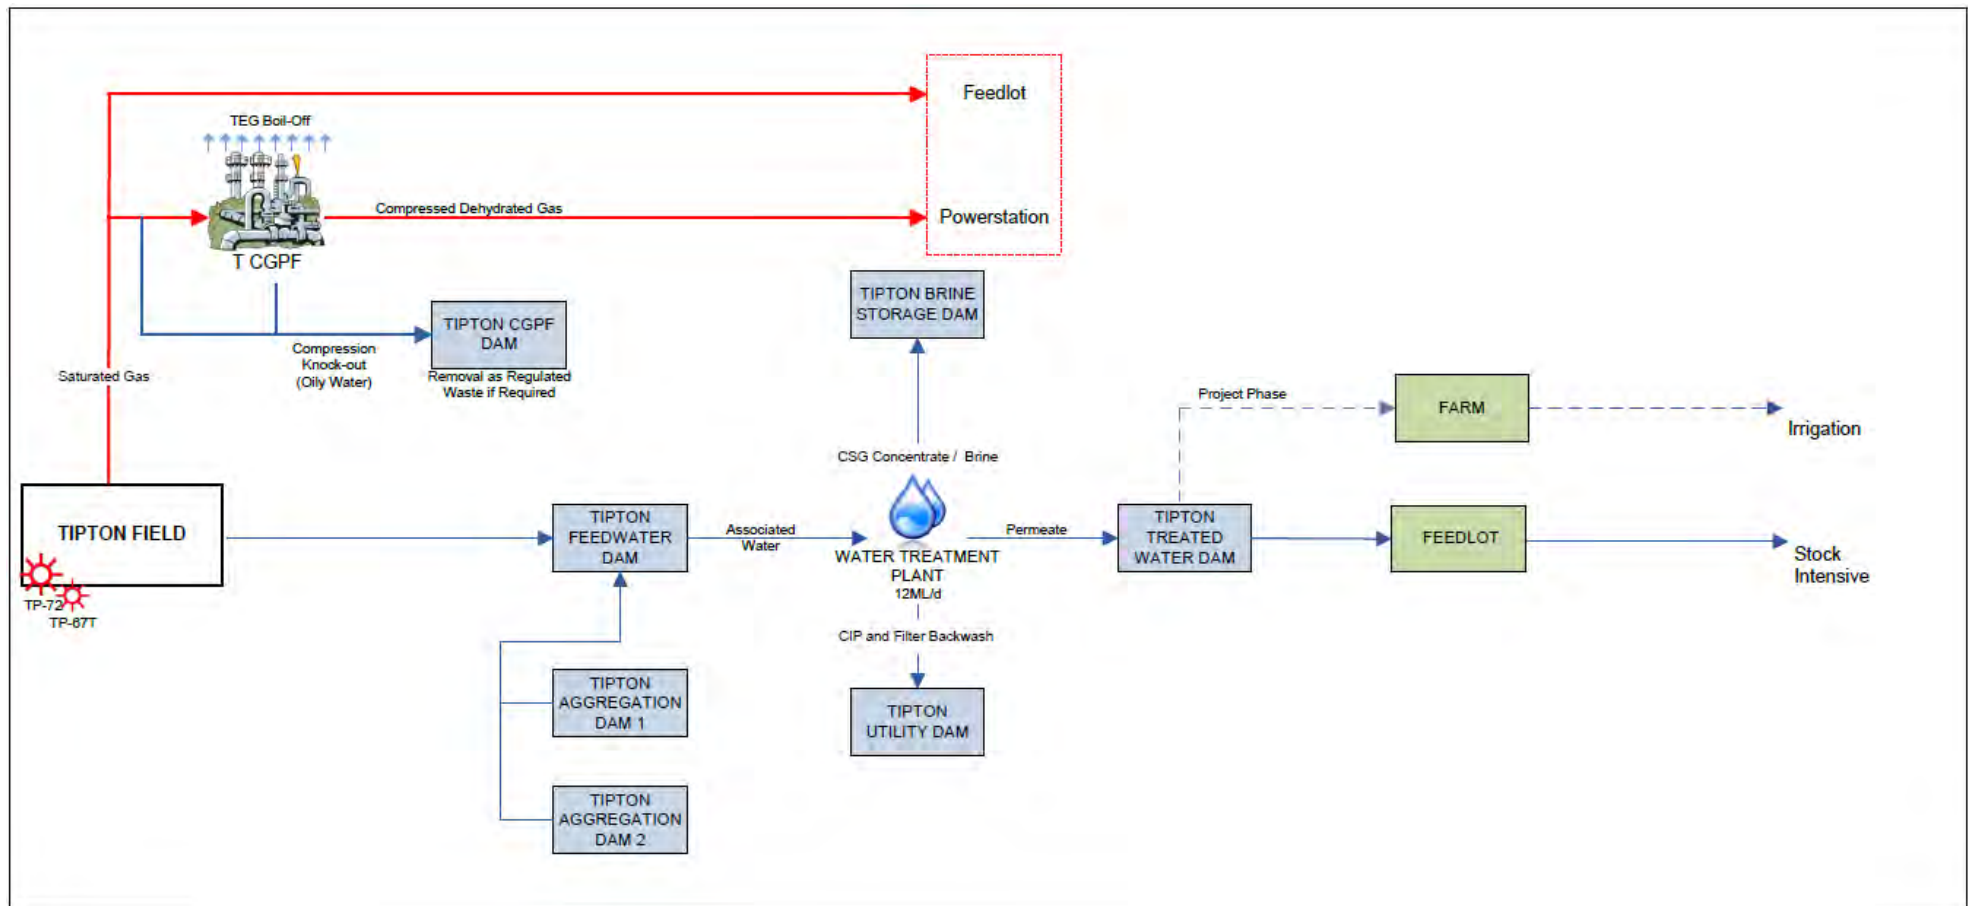 Feedlot
TEG Boil-Off
Compressed Dehydrated Gas
Powerstation
T CGPF
TIPTON BRINE
STORAGE DAM
TIPTON CGPF
DAM
Compression
Knock-out
(Oily Water)
Removal as Regulated
Waste if Required
Saturated Gas
Project Phase
FARM
Irrigation
CSG Concentrate / Brine
TIPTON FIELD
TP-72
TP-67T
TIPTON
FEEDWATER
DAM
Associated
Water
WATER TREATMENT
PLANT
12ML/d
Permeate
TIPTON
TREATED
WATER DAM
FEEDLOT
Stock
Intensive
CIP and Filter Backwash
TIPTON
AGGREGATION
DAM 1
TIPTON
UTILITY DAM
TIPTON
AGGREGATION
DAM 2